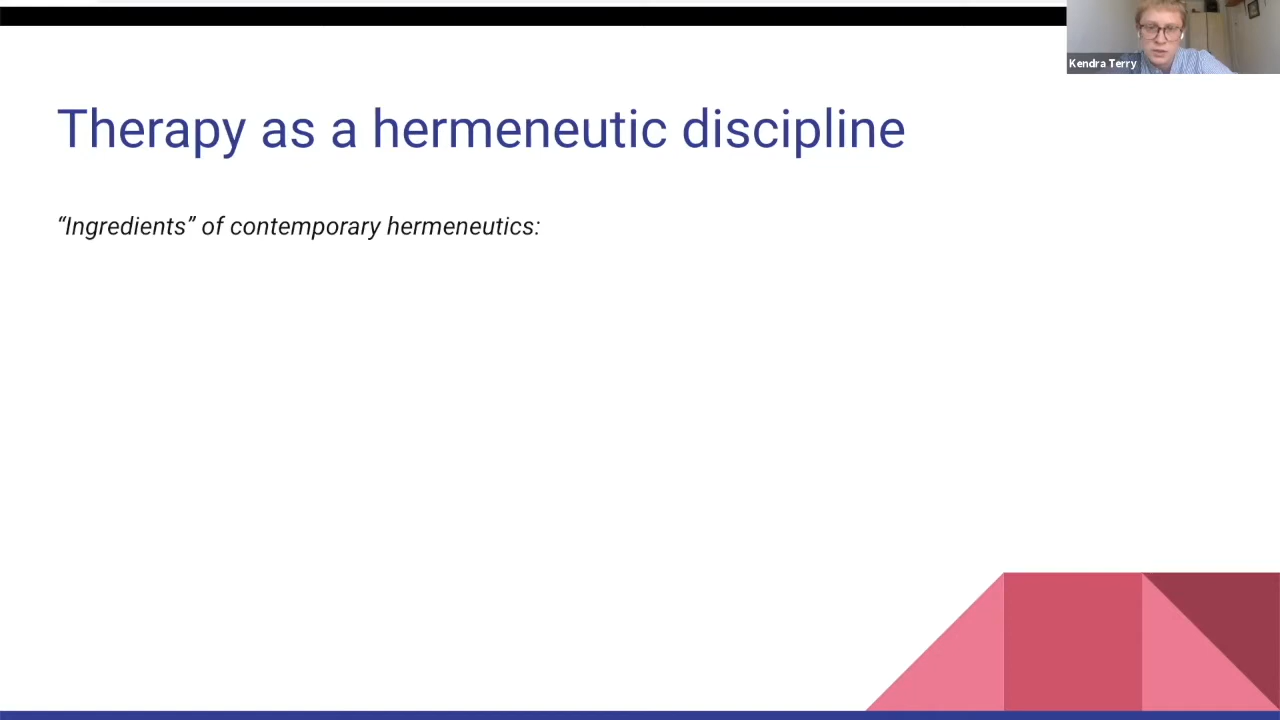 Kendra Terry
Therapy as a hermeneutic discipline
“Ingredients” of contemporary hermeneutics: